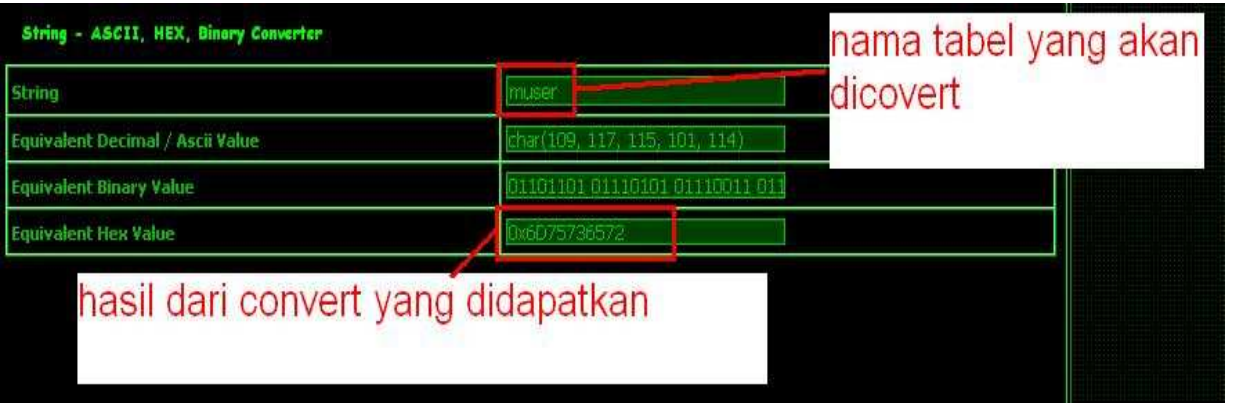 String - ASCII, HEX, Binary Converter
nama tabel yang akan
dicovert
String
muser
Equivalent Decimal / Ascii Value
char(109, 117, 115, 101, 114)
Equivalent Binary Value
01101101 01110101 01110011 011
Equivalent Hex Value
0x6D75736572
hasil dari convert yang didapatkan